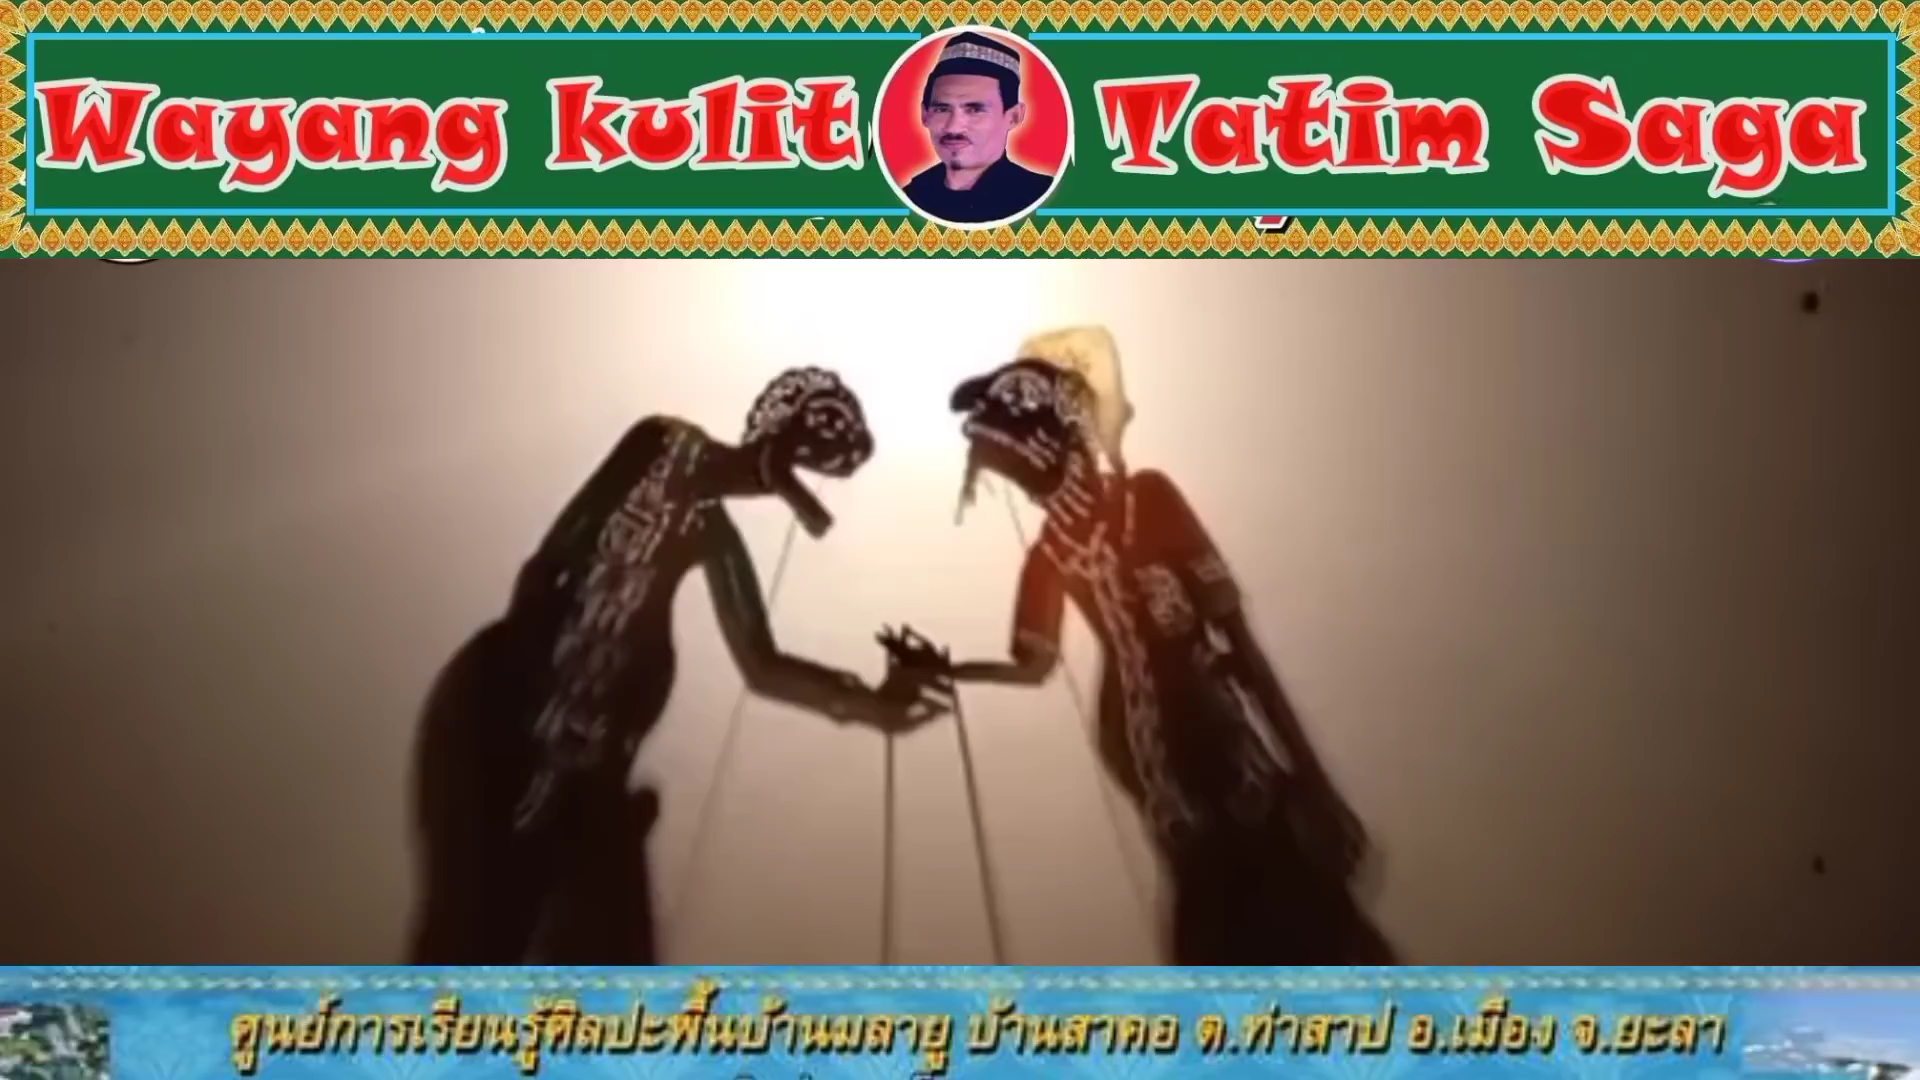 Wayang kulit Tatim Saga
ศูนย์การเรียนรู้ศิลปะพื้นบ้านมลายู บ้านสาคอ ต.ท่าสาป อ.เมือง จ.ยะลา